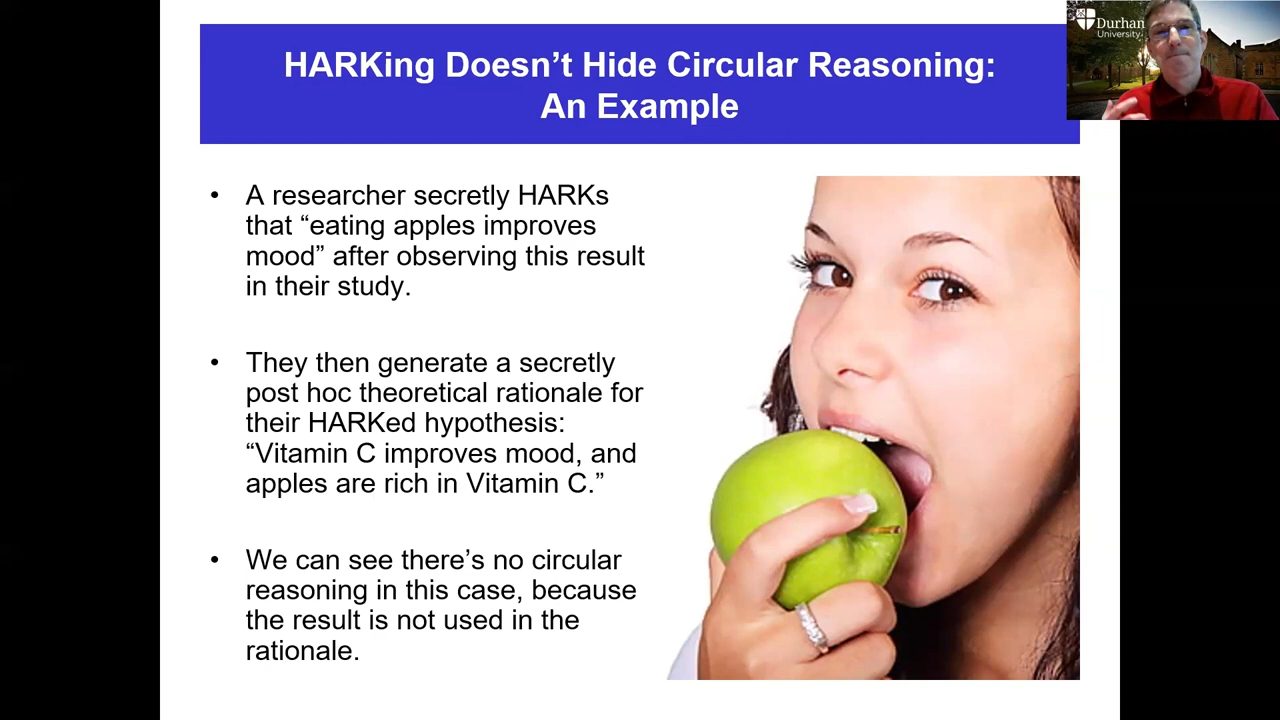 HARKing Doesn’t Hide Circular Reasoning:
An Example
Durhan
University
• A researcher secretly HARKs
that “eating apples improves
mood” after observing this result
in their study.
• They then generate a secretly
post hoc theoretical rationale for
their HARKed hypothesis:
“Vitamin C improves mood, and
apples are rich in Vitamin C.”
• We can see there’s no circular
reasoning in this case, because
the result is not used in the
rationale.